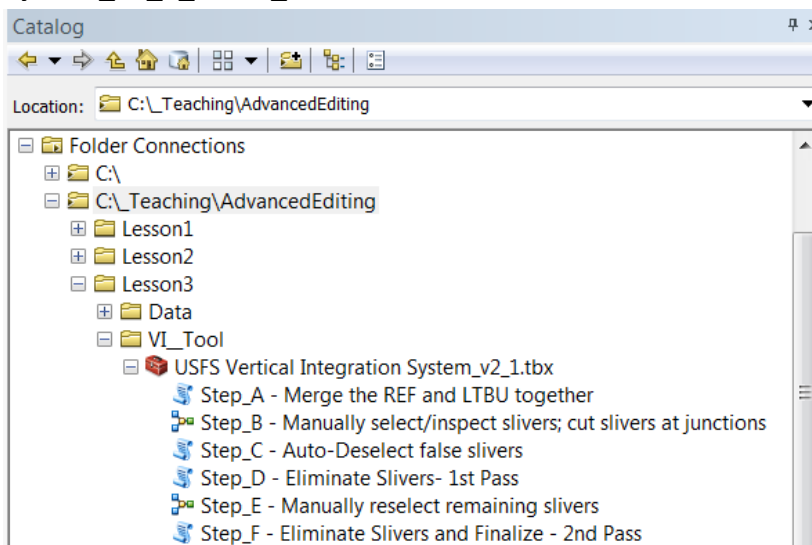 Catalog
Location: C:\_Teaching\AdvancedEditing
Folder Connections
C:\
C:\_Teaching\AdvancedEditing
Lesson1
Lesson2
Lesson3
Data
VI__Tool
USFS Vertical Integration System_v2_1.tbx
Step_A - Merge the REF and LTBU together
Step_B - Manually select/inspect slivers; cut slivers at junctions
Step_C - Auto-Deselect false slivers
Step_D - Eliminate Slivers- 1st Pass
Step_E - Manually reselect remaining slivers
Step_F - Eliminate Slivers and Finalize - 2nd Pass